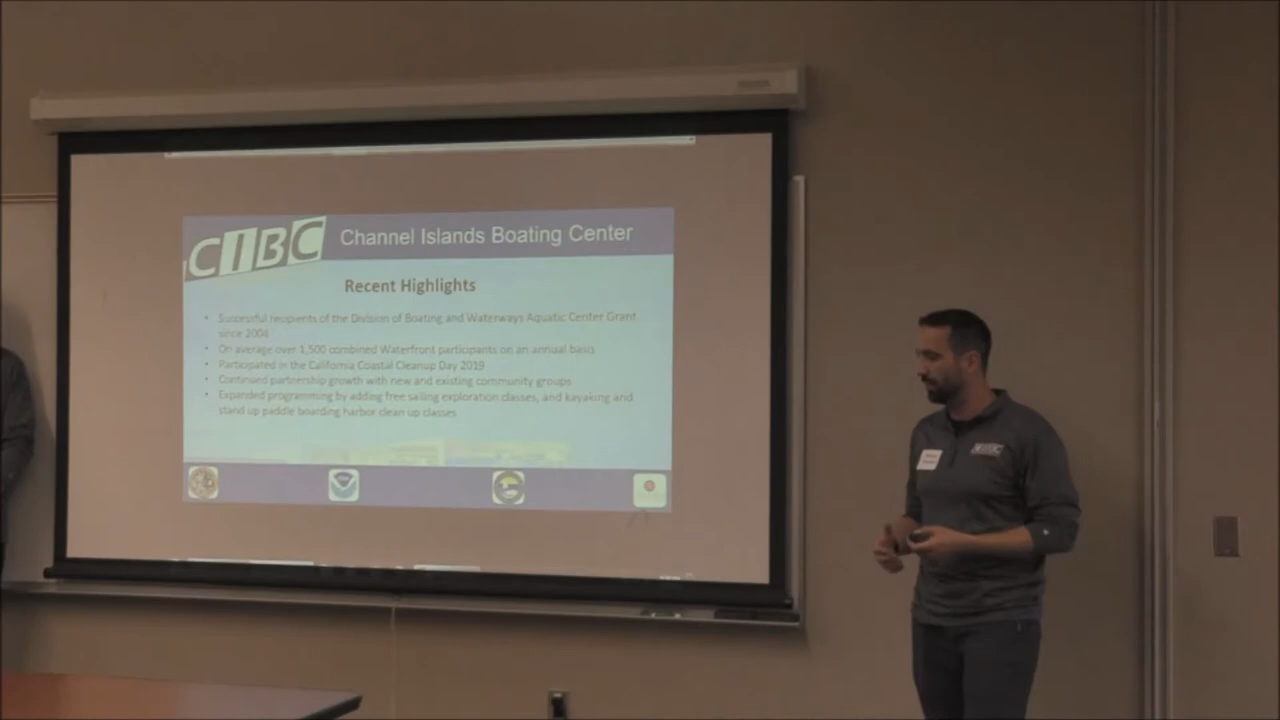 CIBC
Channel Islands Boating Center
Recent Highlights
• Successful recipients of the Division of Boating and Waterways Aquatic Center Grant
since 2004
• On average over 1,500 combined Waterfront participants on an annual basis
• Participated in the California Coastal Cleanup Day 2019
• Continued partnership growth with new and existing community groups
• Expanded programming by adding free sailing exploration classes, and kayaking and
stand up paddle boarding harbor clean up classes
CIBC